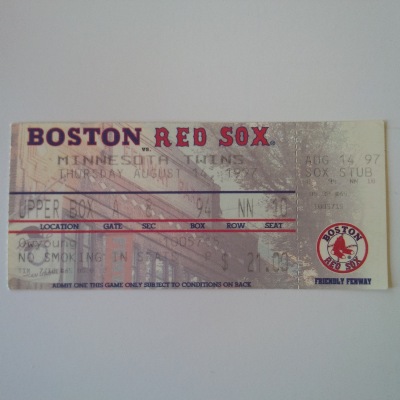 BOSTON RED SOX
vs.
MINNESOTA TWINS
THURSDAY AUGUST 14, 1997
UPPER BOX A 94 NN 10
LOCATION GATE SEC BOX ROW SEAT
NO SMOKING IN $ 21.00
ADMIT ONE THIS GAME ONLY SUBJECT TO CONDITIONS ON BACK
AUG 14 97
SOX STUB
BOSTON
RED SOX
FRIENDLY FENWAY